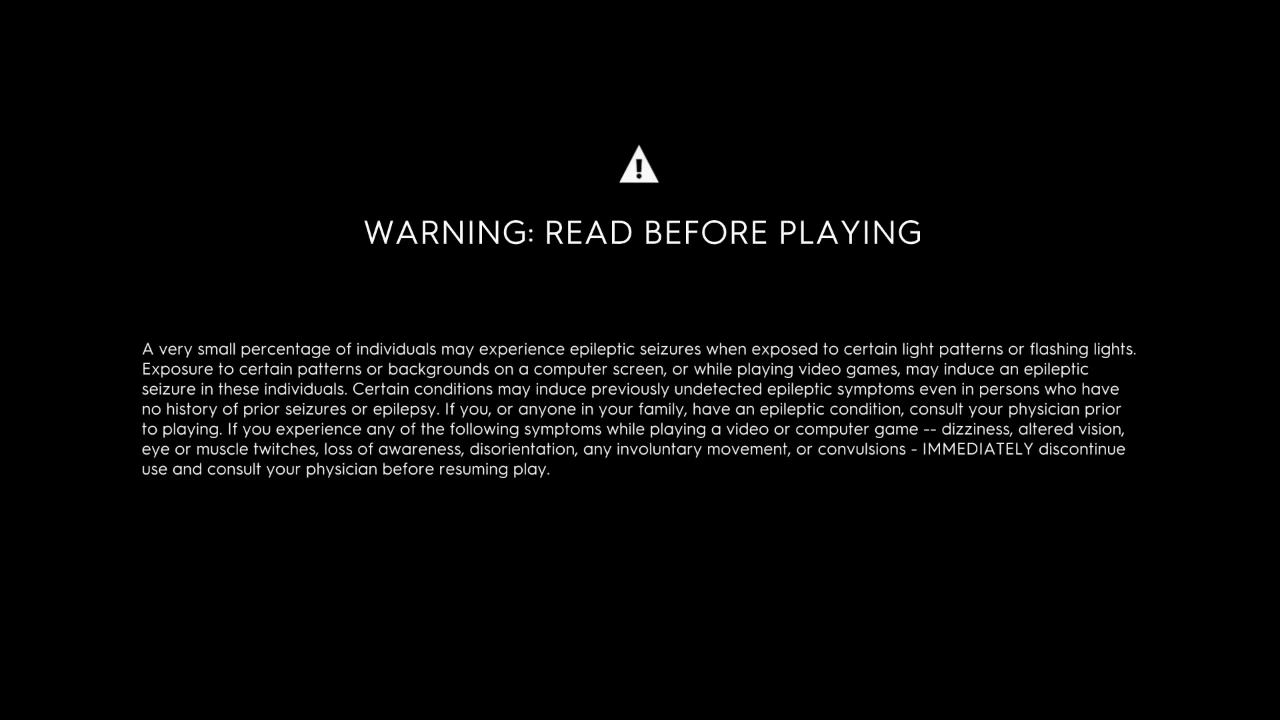 WARNING: READ BEFORE PLAYING
A very small percentage of individuals may experience epileptic seizures when exposed to certain light patterns or flashing lights.
Exposure to certain patterns or backgrounds on a computer screen, or while playing video games, may induce an epileptic
seizure in these individuals. Certain conditions may induce previously undetected epileptic symptoms even in persons who have
no history of prior seizures or epilepsy. If you, or anyone in your family, have an epileptic condition, consult your physician prior
to playing. If you experience any of the following symptoms while playing a video or computer game -- dizziness, altered vision,
eye or muscle twitches, loss of awareness, disorientation, any involuntary movement, or convulsions - IMMEDIATELY discontinue
use and consult your physician before resuming play.